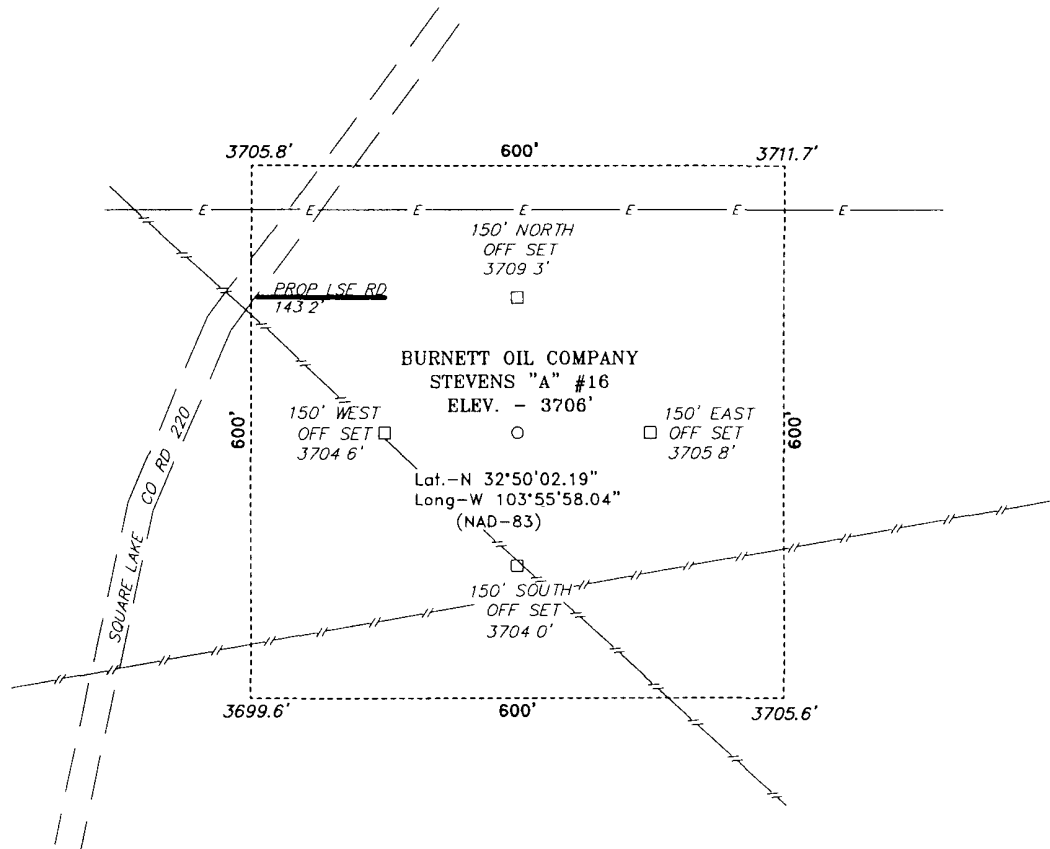 3705.8'
600'
3711.7'
E E E E E E E
150' NORTH
OFF SET
3709 3'
PROP LSE RD
143 2'
BURNETT OIL COMPANY
STEVENS "A" #16
ELEV. - 3706'
150' WEST
OFF SET
3704 6'
150' EAST
OFF SET
3705 8'
600'
600'
Lat.-N 32°50'02.19"
Long-W 103°55'58.04"
(NAD-83)
SQUARE LAKE CO RD 220
150' SOUTH
OFF SET
3704 0'
3699.6'
600'
3705.6'